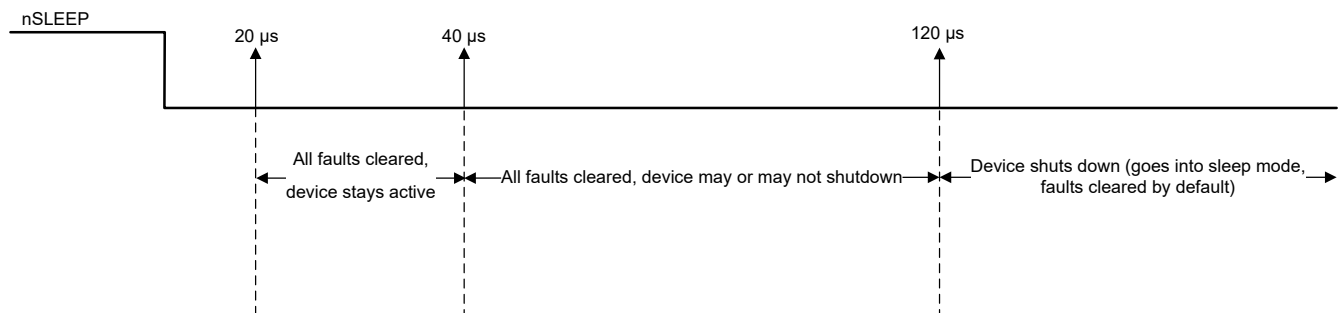 nSLEEP
20 µs
40 µs
120 µs
All faults cleared,
device stays active
All faults cleared, device may or may not shutdown
Device shuts down (goes into sleep mode,
faults cleared by default)